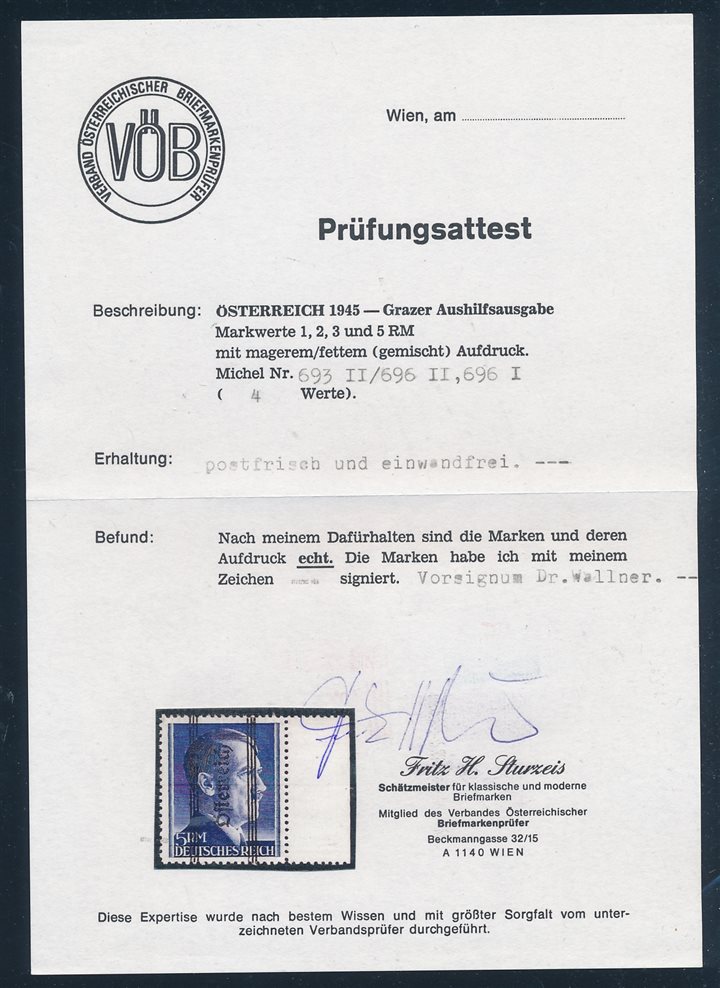 VERBAND ÖSTERREICHISCHER BRIEFMARKENPRÜFER
VÖB
Wien, am
Prüfungsattest
Beschreibung: ÖSTERREICH 1945 — Grazer Aushilfsausgabe
Markwerte 1, 2, 3 und 5 RM
mit magerem/fettem (gemischt) Aufdruck.
Michel Nr. 693 II/696 II,696 I
( 4 Werte).
Erhaltung: postfrisch und einwandfrei. ---
Befund: Nach meinem Dafürhalten sind die Marken und deren
Aufdruck echt. Die Marken habe ich mit meinem
Zeichen signiert. Vorsignum Dr.Wallner. --
Österreich
5 RM
DEUTSCHES REICH
Fritz H. Sturzeis
Schätzmeister für klassische und moderne
Briefmarken
Mitglied des Verbandes Österreichischer
Briefmarkenprüfer
Beckmanngasse 32/15
A 1140 WIEN
Diese Expertise wurde nach bestem Wissen und mit größter Sorgfalt vom unter-
zeichneten Verbandsprüfer durchgeführt.